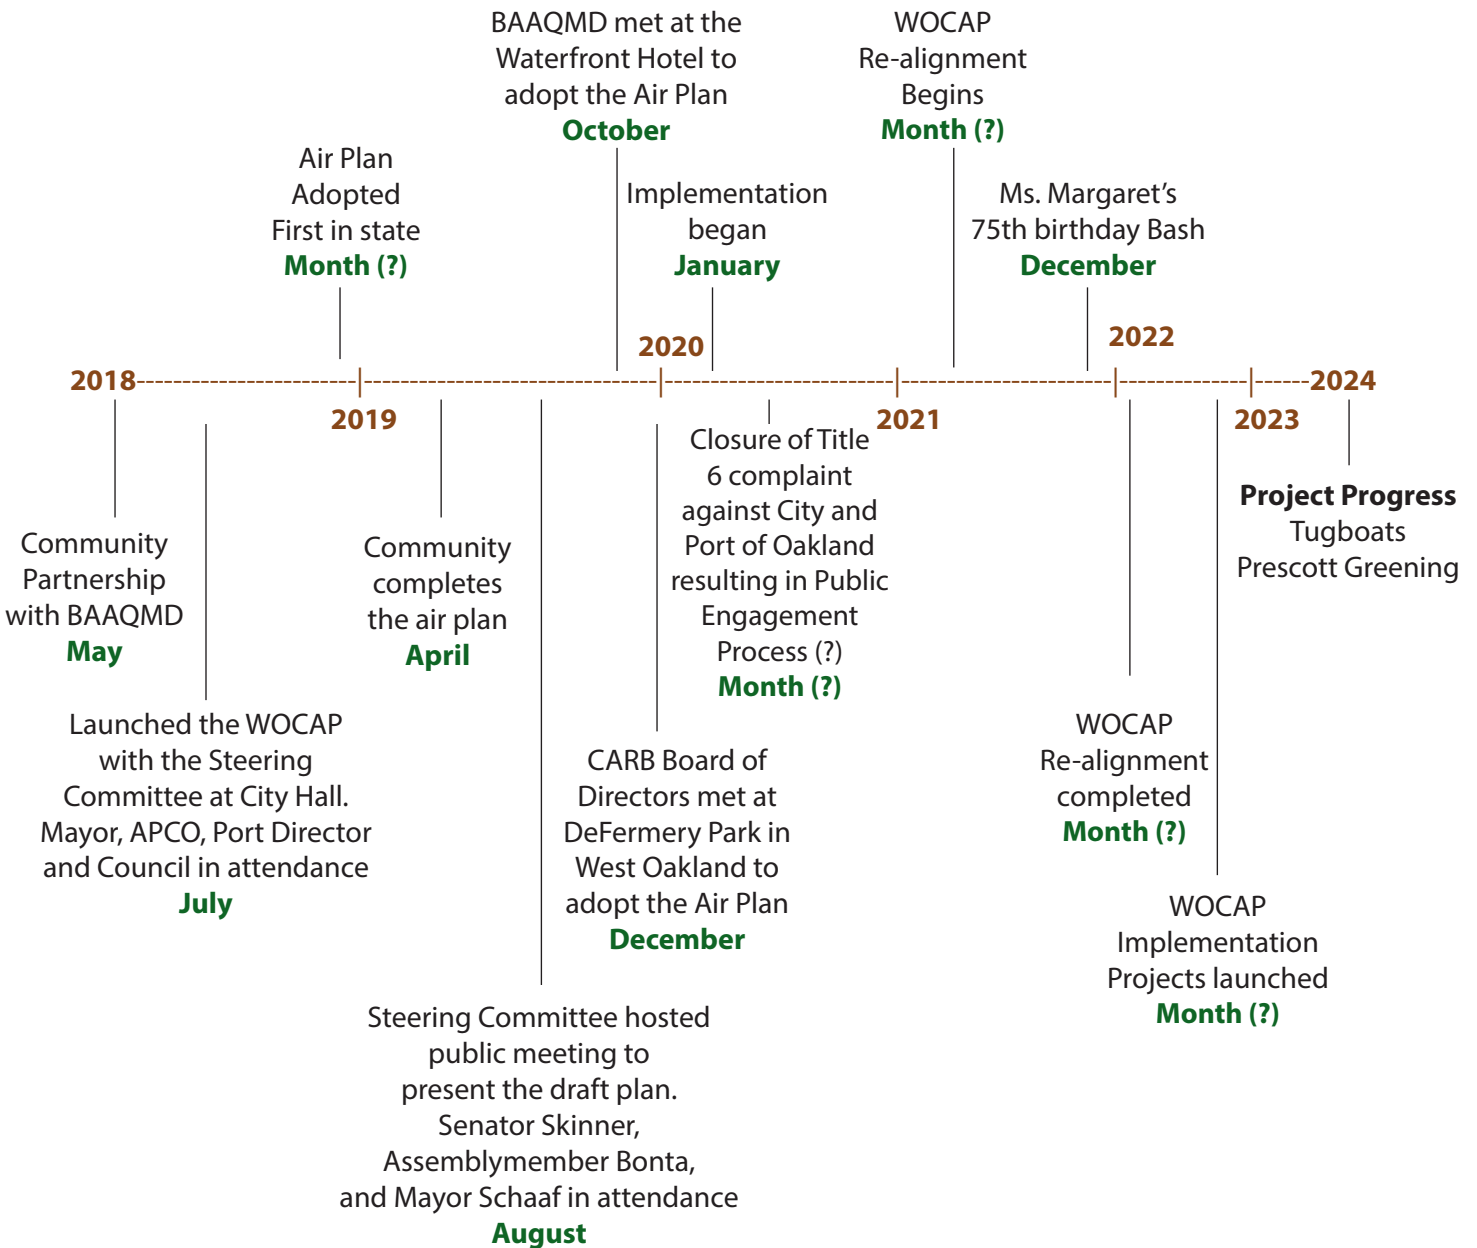 BAAQMD met at the
Waterfront Hotel to
adopt the Air Plan
October
WOCAP
Re-alignment
Begins
Month (?)
Air Plan
Adopted
First in state
Month (?)
Implementation
began
January
Ms. Margaret’s
75th birthday Bash
December
2018
2019
2020
2021
2022
2023
2024
Community
Partnership
with BAAQMD
May
Launched the WOCAP
with the Steering
Committee at City Hall.
Mayor, APCO, Port Director
and Council in attendance
July
Community
completes
the air plan
April
Steering Committee hosted
public meeting to
present the draft plan.
Senator Skinner,
Assemblymember Bonta,
and Mayor Schaaf in attendance
August
CARB Board of
Directors met at
DeFermery Park in
West Oakland to
adopt the Air Plan
December
Closure of Title
6 complaint
against City and
Port of Oakland
resulting in Public
Engagement
Process (?)
Month (?)
WOCAP
Re-alignment
completed
Month (?)
WOCAP
Implementation
Projects launched
Month (?)
Project Progress
Tugboats
Prescott Greening